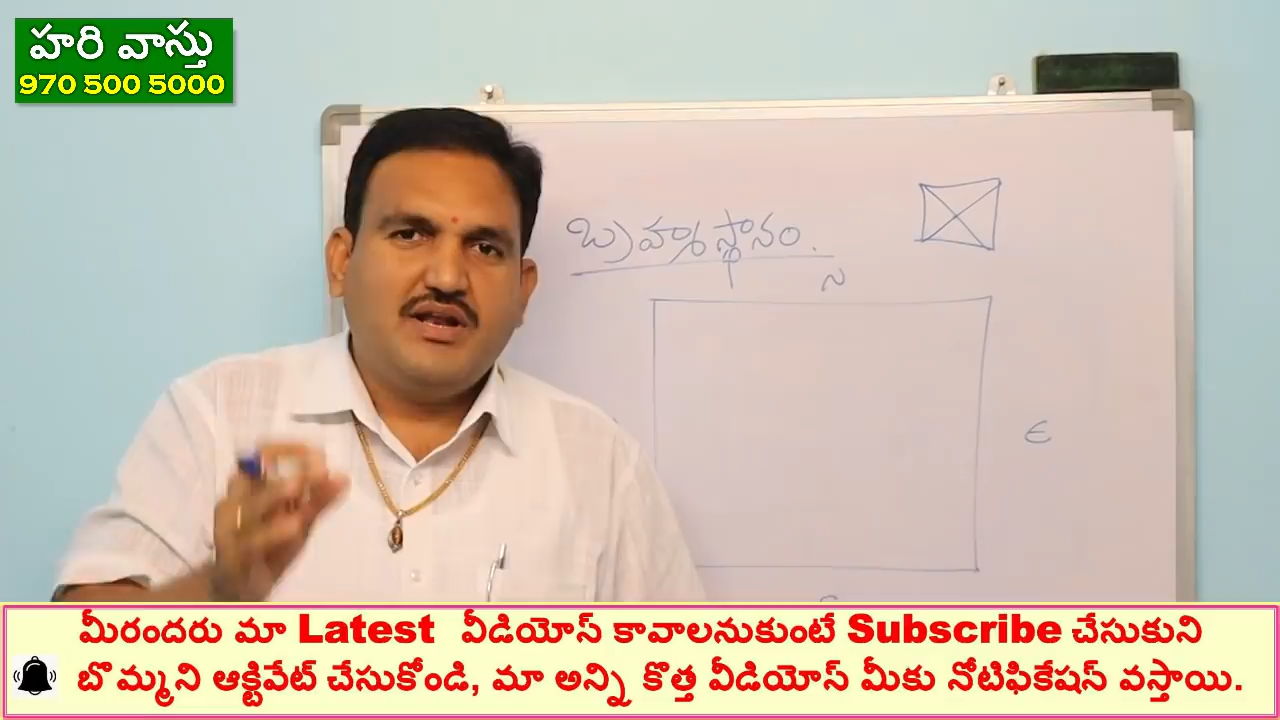 హరి వాస్తు
970 500 5000
బ్రహ్మస్థానం.
N
E
మీరందరు మా Latest వీడియోస్ కావాలనుకుంటే Subscribe చేసుకుని
బొమ్మని ఆక్టివేట్ చేసుకోండి, మా అన్ని కొత్త వీడియోస్ మీకు నోటిఫికేషన్ వస్తాయి.